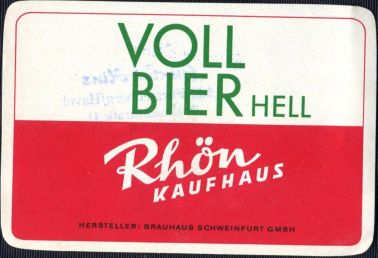 VOLL
BIER HELL
Rhön
KAUFHAUS
HERSTELLER: BRAUHAUS SCHWEINFURT GMBH